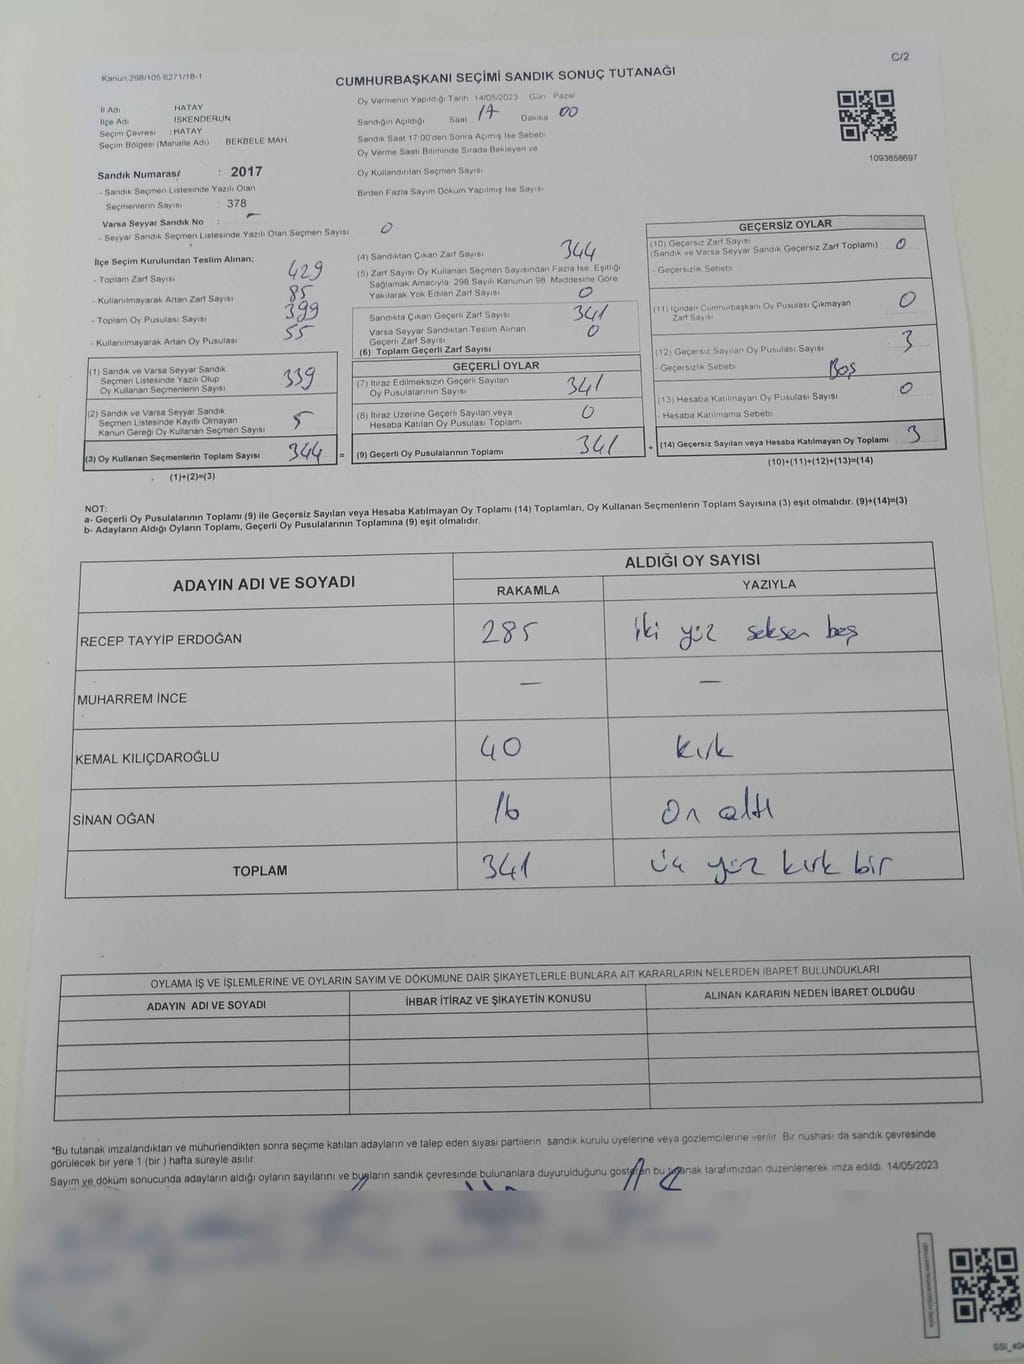 Kanun 298/105 6271/18-1
C/2
CUMHURBAŞKANI SEÇİMİ SANDIK SONUÇ TUTANAĞI
İl Adı HATAY
İlçe Adı İSKENDERUN
Seçim Çevresi : HATAY
Seçim Bölgesi (Mahalle Adı) BEKBELE MAH
Sandık Numarası : 2017
- Sandık Seçmen Listesinde Yazılı Olan
Seçmenlerin Sayısı : 378
Varsa Seyyar Sandık No : –
- Seyyar Sandık Seçmen Listesinde Yazılı Olan Seçmen Sayısı 0
Oy Vermenin Yapıldığı Tarih 14/05/2023 Gün Pazar
Sandığın Açıldığı Saat 17 Dakika 00
Sandık Saat 17 00'den Sonra Açılmış İse Sebebi
Oy Verme Saati Bitiminde Sırada Bekleyen ve
Oy Kullandırılan Seçmen Sayısı
Birden Fazla Sayım Döküm Yapılmış İse Sayısı
1093858697
İlçe Seçim Kurulundan Teslim Alınan;
- Toplam Zarf Sayısı 429
- Kullanılmayarak Artan Zarf Sayısı 85
- Toplam Oy Pusulası Sayısı 399
- Kullanılmayarak Artan Oy Pusulası 55
(1) Sandık ve Varsa Seyyar Sandık
Seçmen Listesinde Yazılı Olup
Oy Kullanan Seçmenlerin Sayısı 339
(2) Sandık ve Varsa Seyyar Sandık
Seçmen Listesinde Kayıtlı Olmayan
Kanun Gereği Oy Kullanan Seçmen Sayısı 5
(3) Oy Kullanan Seçmenlerin Toplam Sayısı 344 =
(1)+(2)=(3)
(4) Sandıktan Çıkan Zarf Sayısı 344
(5) Zarf Sayısı Oy Kullanan Seçmen Sayısından Fazla İse, Eşitliği
Sağlamak Amacıyla, 298 Sayılı Kanunun 98. Maddesine Göre
Yakılarak Yok Edilen Zarf Sayısı 0
Sandıkta Çıkan Geçerli Zarf Sayısı 341
Varsa Seyyar Sandıktan Teslim Alınan
Geçerli Zarf Sayısı 0
(6) Toplam Geçerli Zarf Sayısı
GEÇERLİ OYLAR
(7) İtiraz Edilmeksizin Geçerli Sayılan
Oy Pusulasının Sayısı 341
(8) İtiraz Üzerine Geçerli Sayılan veya
Hesaba Katılan Oy Pusulası Toplamı 0
(9) Geçerli Oy Pusulalarının Toplamı 341 +
GEÇERSİZ OYLAR
(10) Geçersiz Zarf Sayısı
(Sandık ve Varsa Seyyar Sandık Geçersiz Zarf Toplamı) 0
- Geçersizlik Sebebi
(11) İçinden Cumhurbaşkanı Oy Pusulası Çıkmayan
Zarf Sayısı 0
(12) Geçersiz Sayılan Oy Pusulası Sayısı 3
- Geçersizlik Sebebi Boş
(13) Hesaba Katılmayan Oy Pusulası Sayısı 0
- Hesaba Katılmama Sebebi
(14) Geçersiz Sayılan veya Hesaba Katılmayan Oy Toplamı 3
(10)+(11)+(12)+(13)=(14)
NOT:
a- Geçerli Oy Pusulalarının Toplamı (9) ile Geçersiz Sayılan veya Hesaba Katılmayan Oy Toplamı (14) Toplamları, Oy Kullanan Seçmenlerin Toplam Sayısına (3) eşit olmalıdır. (9)+(14)=(3)
b- Adayların Aldığı Oyların Toplamı, Geçerli Oy Pusulalarının Toplamına (9) eşit olmalıdır.
ADAYIN ADI VE SOYADI ALDIĞI OY SAYISI
RAKAMLA YAZIYLA
RECEP TAYYİP ERDOĞAN 285 iki yüz seksen beş
MUHARREM İNCE — —
KEMAL KILIÇDAROĞLU 40 kırk
SİNAN OĞAN 16 On altı
TOPLAM 341 üç yüz kırk bir
OYLAMA İŞ VE İŞLEMLERİNE VE OYLARIN SAYIM VE DÖKÜMÜNE DAİR ŞİKAYETLERLE BUNLARA AİT KARARLARIN NELERDEN İBARET BULUNDUKLARI
ADAYIN ADI VE SOYADI İHBAR İTİRAZ VE ŞİKAYETİN KONUSU ALINAN KARARIN NEDEN İBARET OLDUĞU
*Bu tutanak imzalandıktan ve mühürlendikten sonra seçime katılan adayların ve talep eden siyasi partilerin sandık kurulu üyelerine veya gözlemcilerine verilir. Bir nüshası da sandık çevresinde
görülecek bir yere 1 (bir) hafta süreyle asılır.
Sayım ve döküm sonucunda adayların aldığı oyların sayılarını ve bunların sandık çevresinde bulunanlara duyurulduğunu gösteren bu tutanak tarafımızdan düzenlenerek imza edildi. 14/05/2023